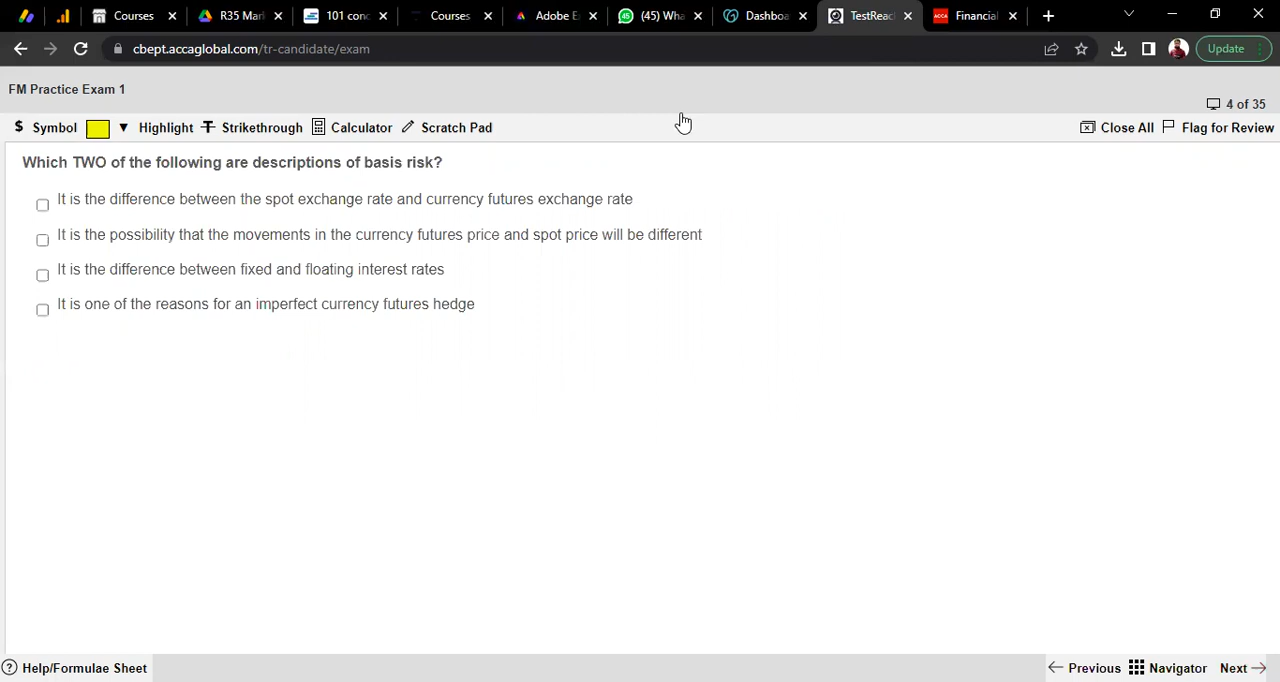 Courses
R35 Mar
101 con
Courses
Adobe E
(45) Wha
Dashboa
TestReac
ACCA
Financial
cbept.accaglobal.com/tr-candidate/exam
Update
FM Practice Exam 1
4 of 35
$ Symbol
Highlight
Strikethrough
Calculator
Scratch Pad
Close All
Flag for Review
Which TWO of the following are descriptions of basis risk?
It is the difference between the spot exchange rate and currency futures exchange rate
It is the possibility that the movements in the currency futures price and spot price will be different
It is the difference between fixed and floating interest rates
It is one of the reasons for an imperfect currency futures hedge
? Help/Formulae Sheet
Previous
Navigator
Next